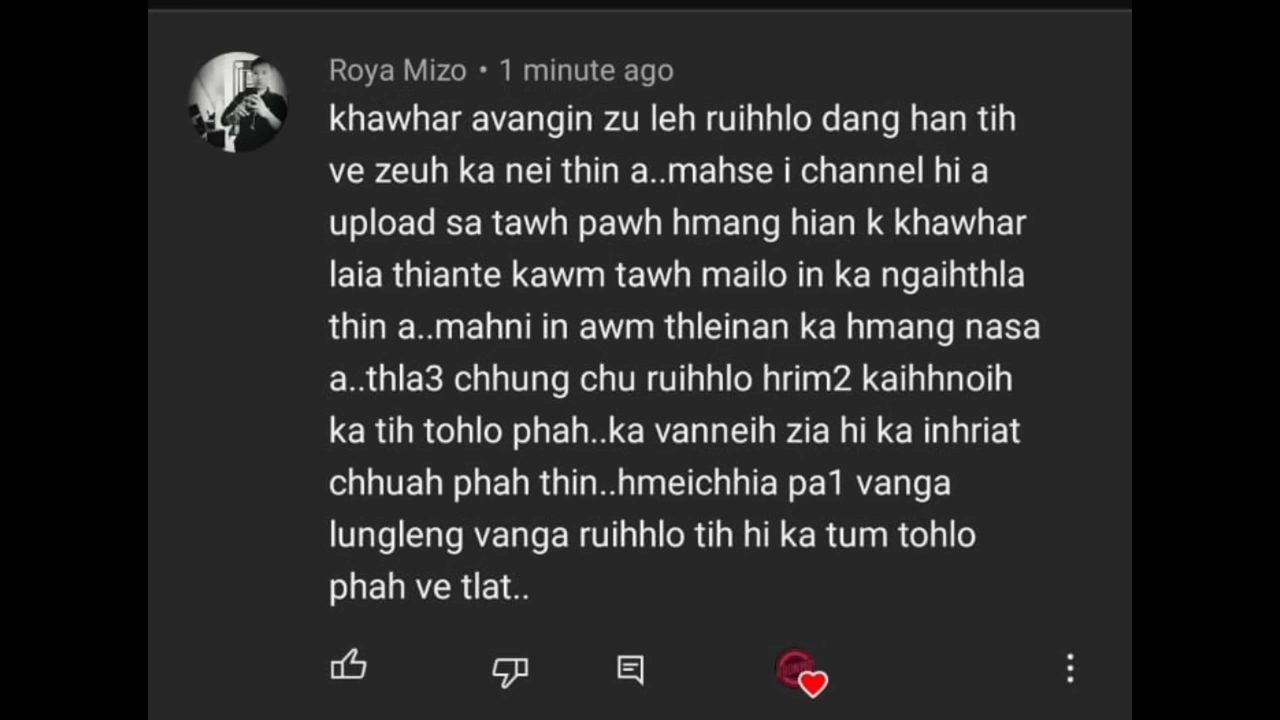 Roya Mizo • 1 minute ago
khawhar avangin zu leh ruihhlo dang han tih
ve zeuh ka nei thin a..mahse i channel hi a
upload sa tawh pawh hmang hian k khawhar
laia thiante kawm tawh mailo in ka ngaihthla
thin a..mahni in awm thleinan ka hmang nasa
a..thla3 chhung chu ruihhlo hrim2 kaihhnoih
ka tih tohlo phah..ka vanneih zia hi ka inhriat
chhuah phah thin..hmeichhia pa1 vanga
lungleng vanga ruihhlo tih hi ka tum tohlo
phah ve tlat..